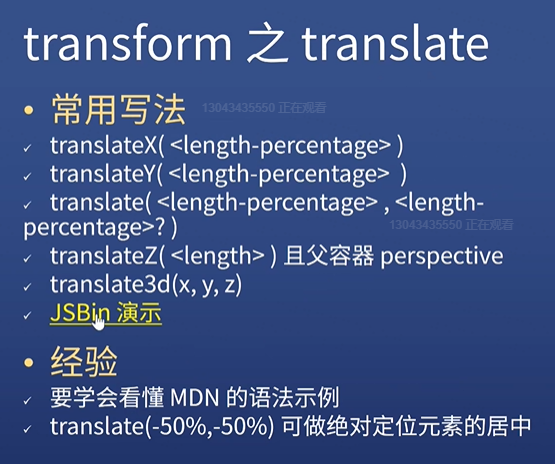 transform 之 translate
• 常用写法
13043435550 正在观看
✓ translateX( <length-percentage> )
✓ translateY( <length-percentage> )
✓ translate( <length-percentage> , <length-
percentage>? )
13043435550 正在观看
✓ translateZ( <length> ) 且父容器 perspective
✓ translate3d(x, y, z)
✓ JSBin 演示
• 经验
✓ 要学会看懂 MDN 的语法示例
✓ translate(-50%,-50%) 可做绝对定位元素的居中